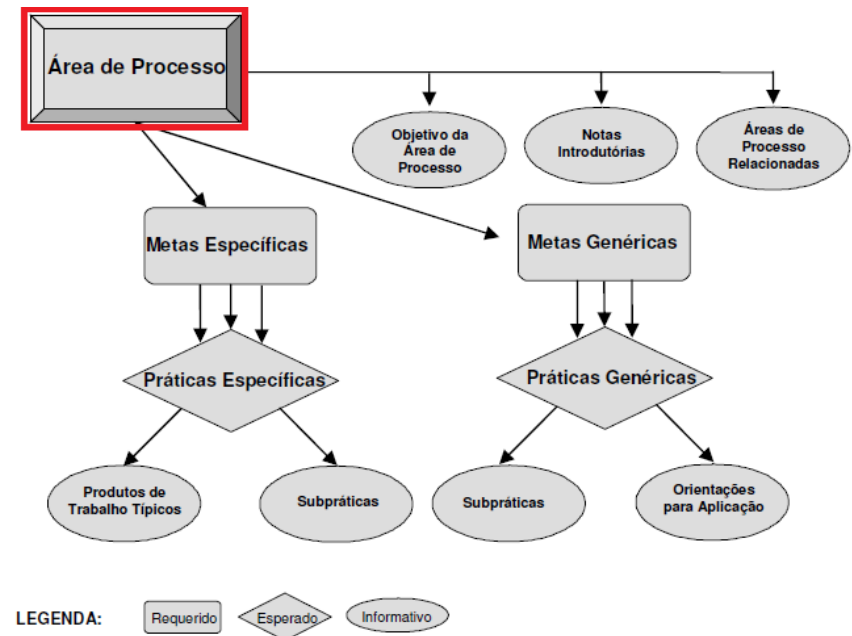 Área de Processo
Objetivo da
Área de
Processo
Notas
Introdutórias
Áreas de
Processo
Relacionadas
Metas Específicas
Metas Genéricas
Práticas Específicas
Práticas Genéricas
Produtos de
Trabalho Típicos
Subpráticas
Subpráticas
Orientações
para Aplicação
LEGENDA:
Requerido
Esperado
Informativo